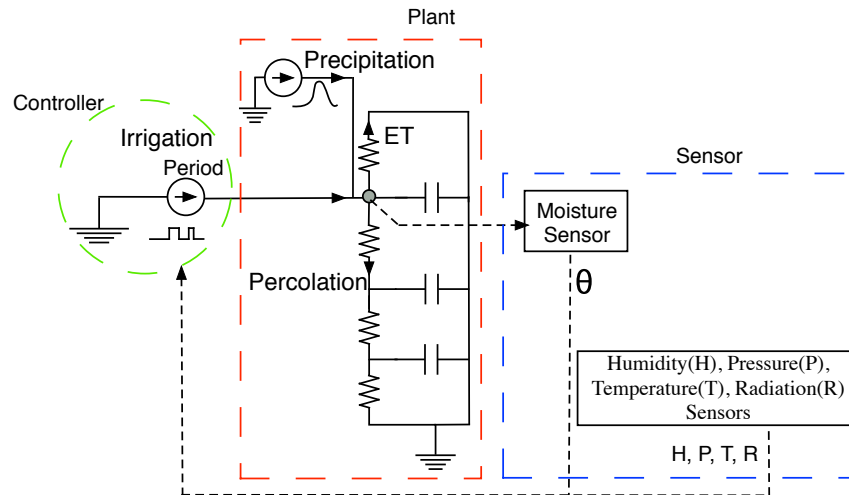 Plant
Controller
Precipitation
Irrigation
Period
ET
Sensor
Moisture
Sensor
Percolation
θ
Humidity(H), Pressure(P),
Temperature(T), Radiation(R)
Sensors
H, P, T, R